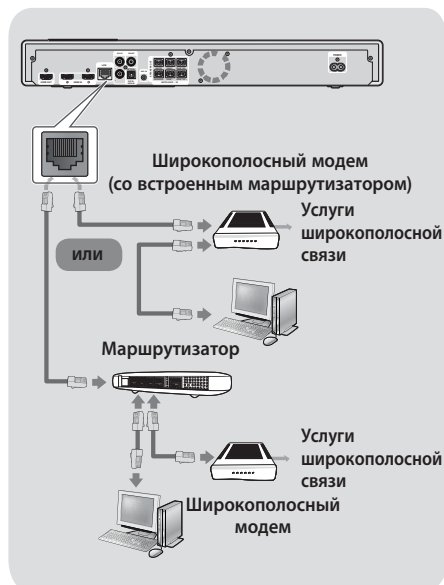 Широкополосный модем
(со встроенным маршрутизатором)
Услуги
широкополосной
связи
или
Маршрутизатор
Услуги
широкополосной
связи
Широкополосный
модем